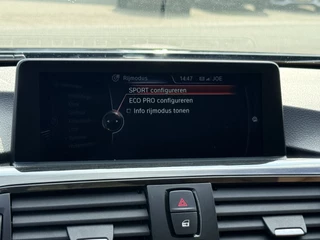 Rijmodus 14:47 JOE
SPORT configureren
ECO PRO configureren
Info rijmodus tonen